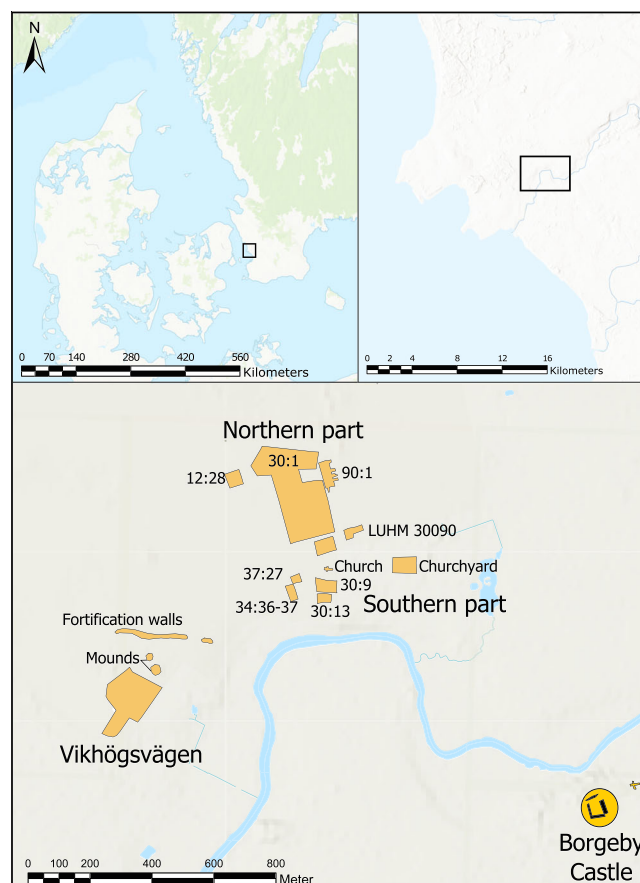 N
0 70 140 280 420 560
Kilometers
0 2 4 8 12 16
Kilometers
Northern part
30:1
90:1
12:28
LUHM 30090
Church
Churchyard
37:27
30:9
34:36-37
30:13
Southern part
Fortification walls
Mounds
Vikhögsvägen
Borgeby
Castle
0 100 200 400 600 800
Meter